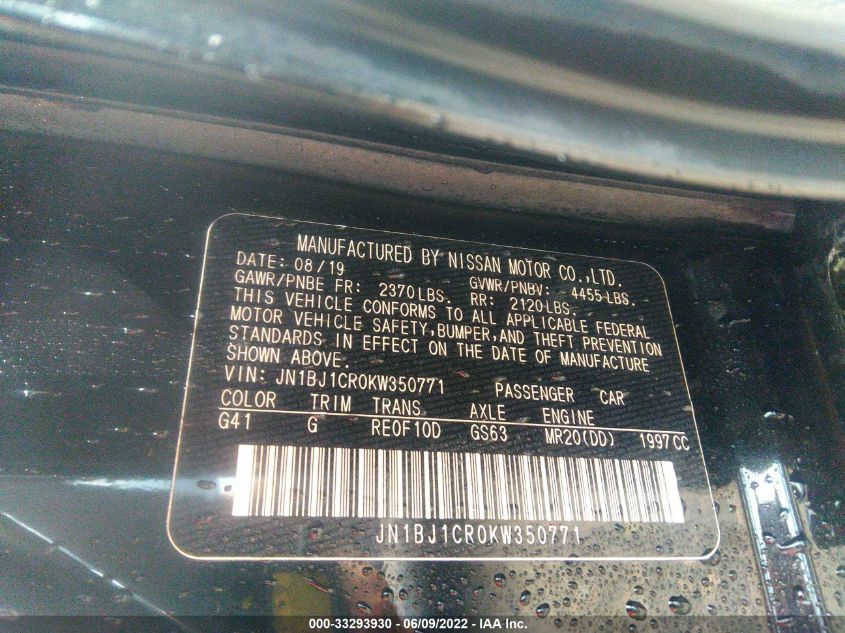 MANUFACTURED BY NISSAN MOTOR CO.,LTD.
DATE: 08/19 GVWR/PNBV: 4455-LBS.
GAWR/PNBE FR: 2370LBS. RR: 2120LBS.
THIS VEHICLE CONFORMS TO ALL APPLICABLE FEDERAL
MOTOR VEHICLE SAFETY,BUMPER,AND THEFT PREVENTION
STANDARDS IN EFFECT ON THE DATE OF MANUFACTURE
SHOWN ABOVE.
VIN: JN1BJ1CR0KW350771 PASSENGER CAR
COLOR TRIM TRANS AXLE ENGINE
G41 G RE0F10D GS63 MR20(DD) 1997CC
JN1BJ1CR0KW350771
000-33293930 - 06/09/2022 - IAA Inc.